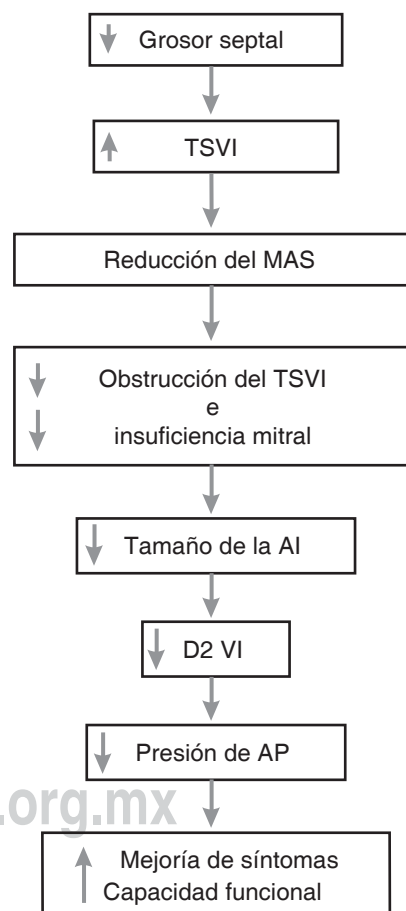 Grosor septal
TSVI
Reducción del MAS
Obstrucción del TSVI
e
insuficiencia mitral
Tamaño de la AI
D2 VI
Presión de AP
.org.mx
Mejoría de síntomas
Capacidad funcional